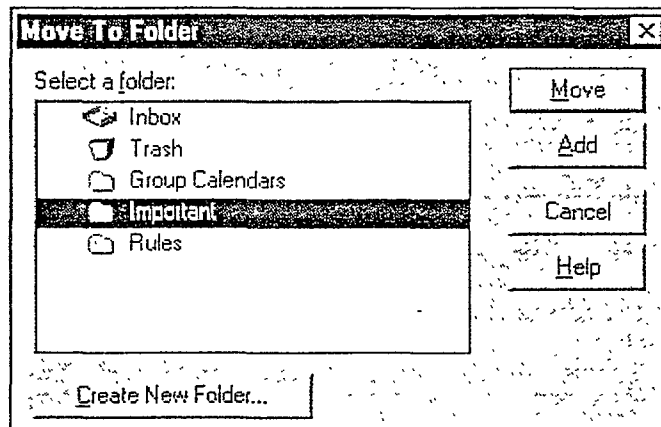 Move To Folder
Select a folder:
Inbox
Trash
Group Calendars
Important
Rules
Move
Add
Cancel
Help
Create New Folder...